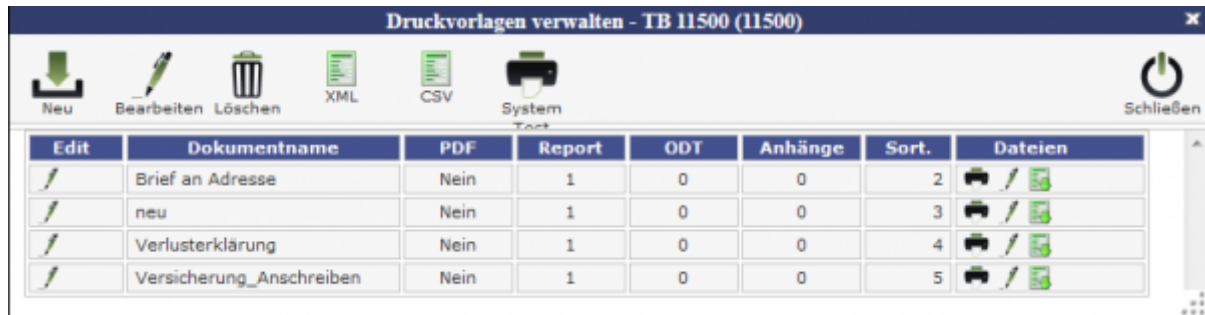 Druckvorlagen verwalten - TB 11500 (11500)
Neu Bearbeiten Löschen XML CSV System Test Schließen
Edit Dokumentname PDF Report ODT Anhänge Sort. Dateien
Brief an Adresse Nein 1 0 0 2
neu Nein 1 0 0 3
Verlusterklärung Nein 1 0 0 4
Versicherung_Anschreiben Nein 1 0 0 5